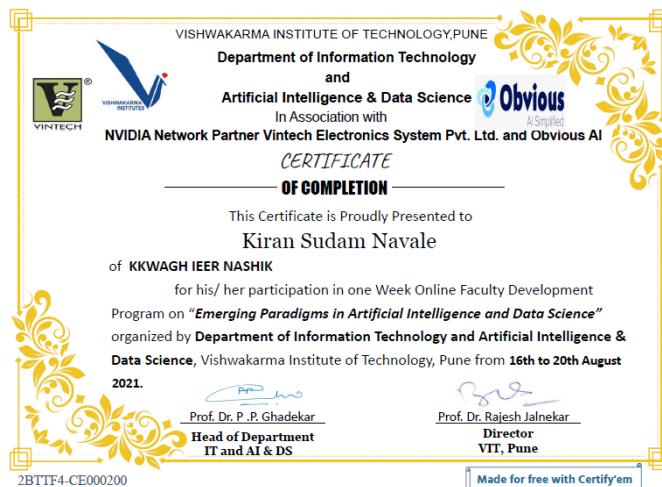 VISHWAKARMA INSTITUTE OF TECHNOLOGY,PUNE
Department of Information Technology
and
Artificial Intelligence & Data Science
In Association with
NVIDIA Network Partner Vintech Electronics System Pvt. Ltd. and Obvious AI
V
®
VINTECH
VISHWAKARMA
INSTITUTES
Obvious
AI Simplified
CERTIFICATE
OF COMPLETION
This Certificate is Proudly Presented to
Kiran Sudam Navale
of KKWAGH IEER NASHIK
for his/ her participation in one Week Online Faculty Development
Program on “Emerging Paradigms in Artificial Intelligence and Data Science”
organized by Department of Information Technology and Artificial Intelligence &
Data Science, Vishwakarma Institute of Technology, Pune from 16th to 20th August
2021.
Prof. Dr. P .P. Ghadekar
Head of Department
IT and AI & DS
Prof. Dr. Rajesh Jalnekar
Director
VIT, Pune
2BTTF4-CE000200
Made for free with Certify'em